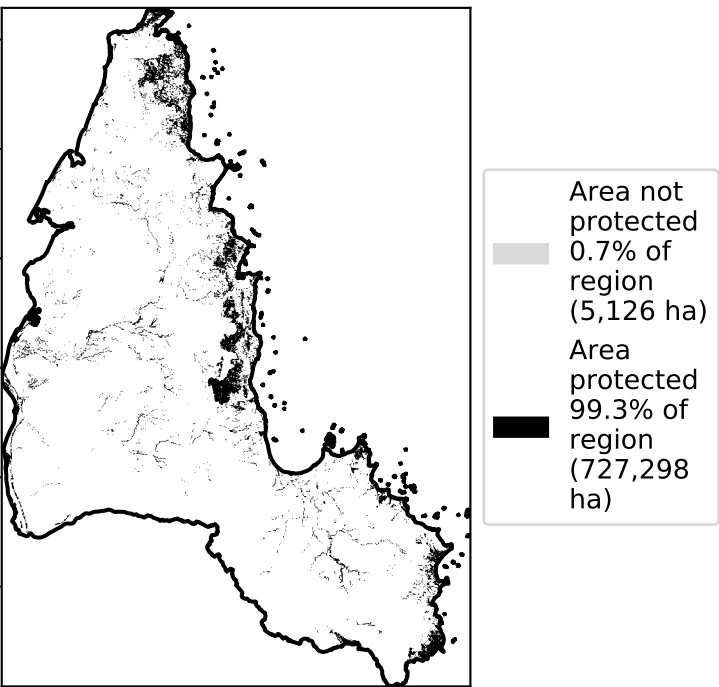 Area not
protected
0.7% of
region
(5,126 ha)
Area
protected
99.3% of
region
(727,298
ha)